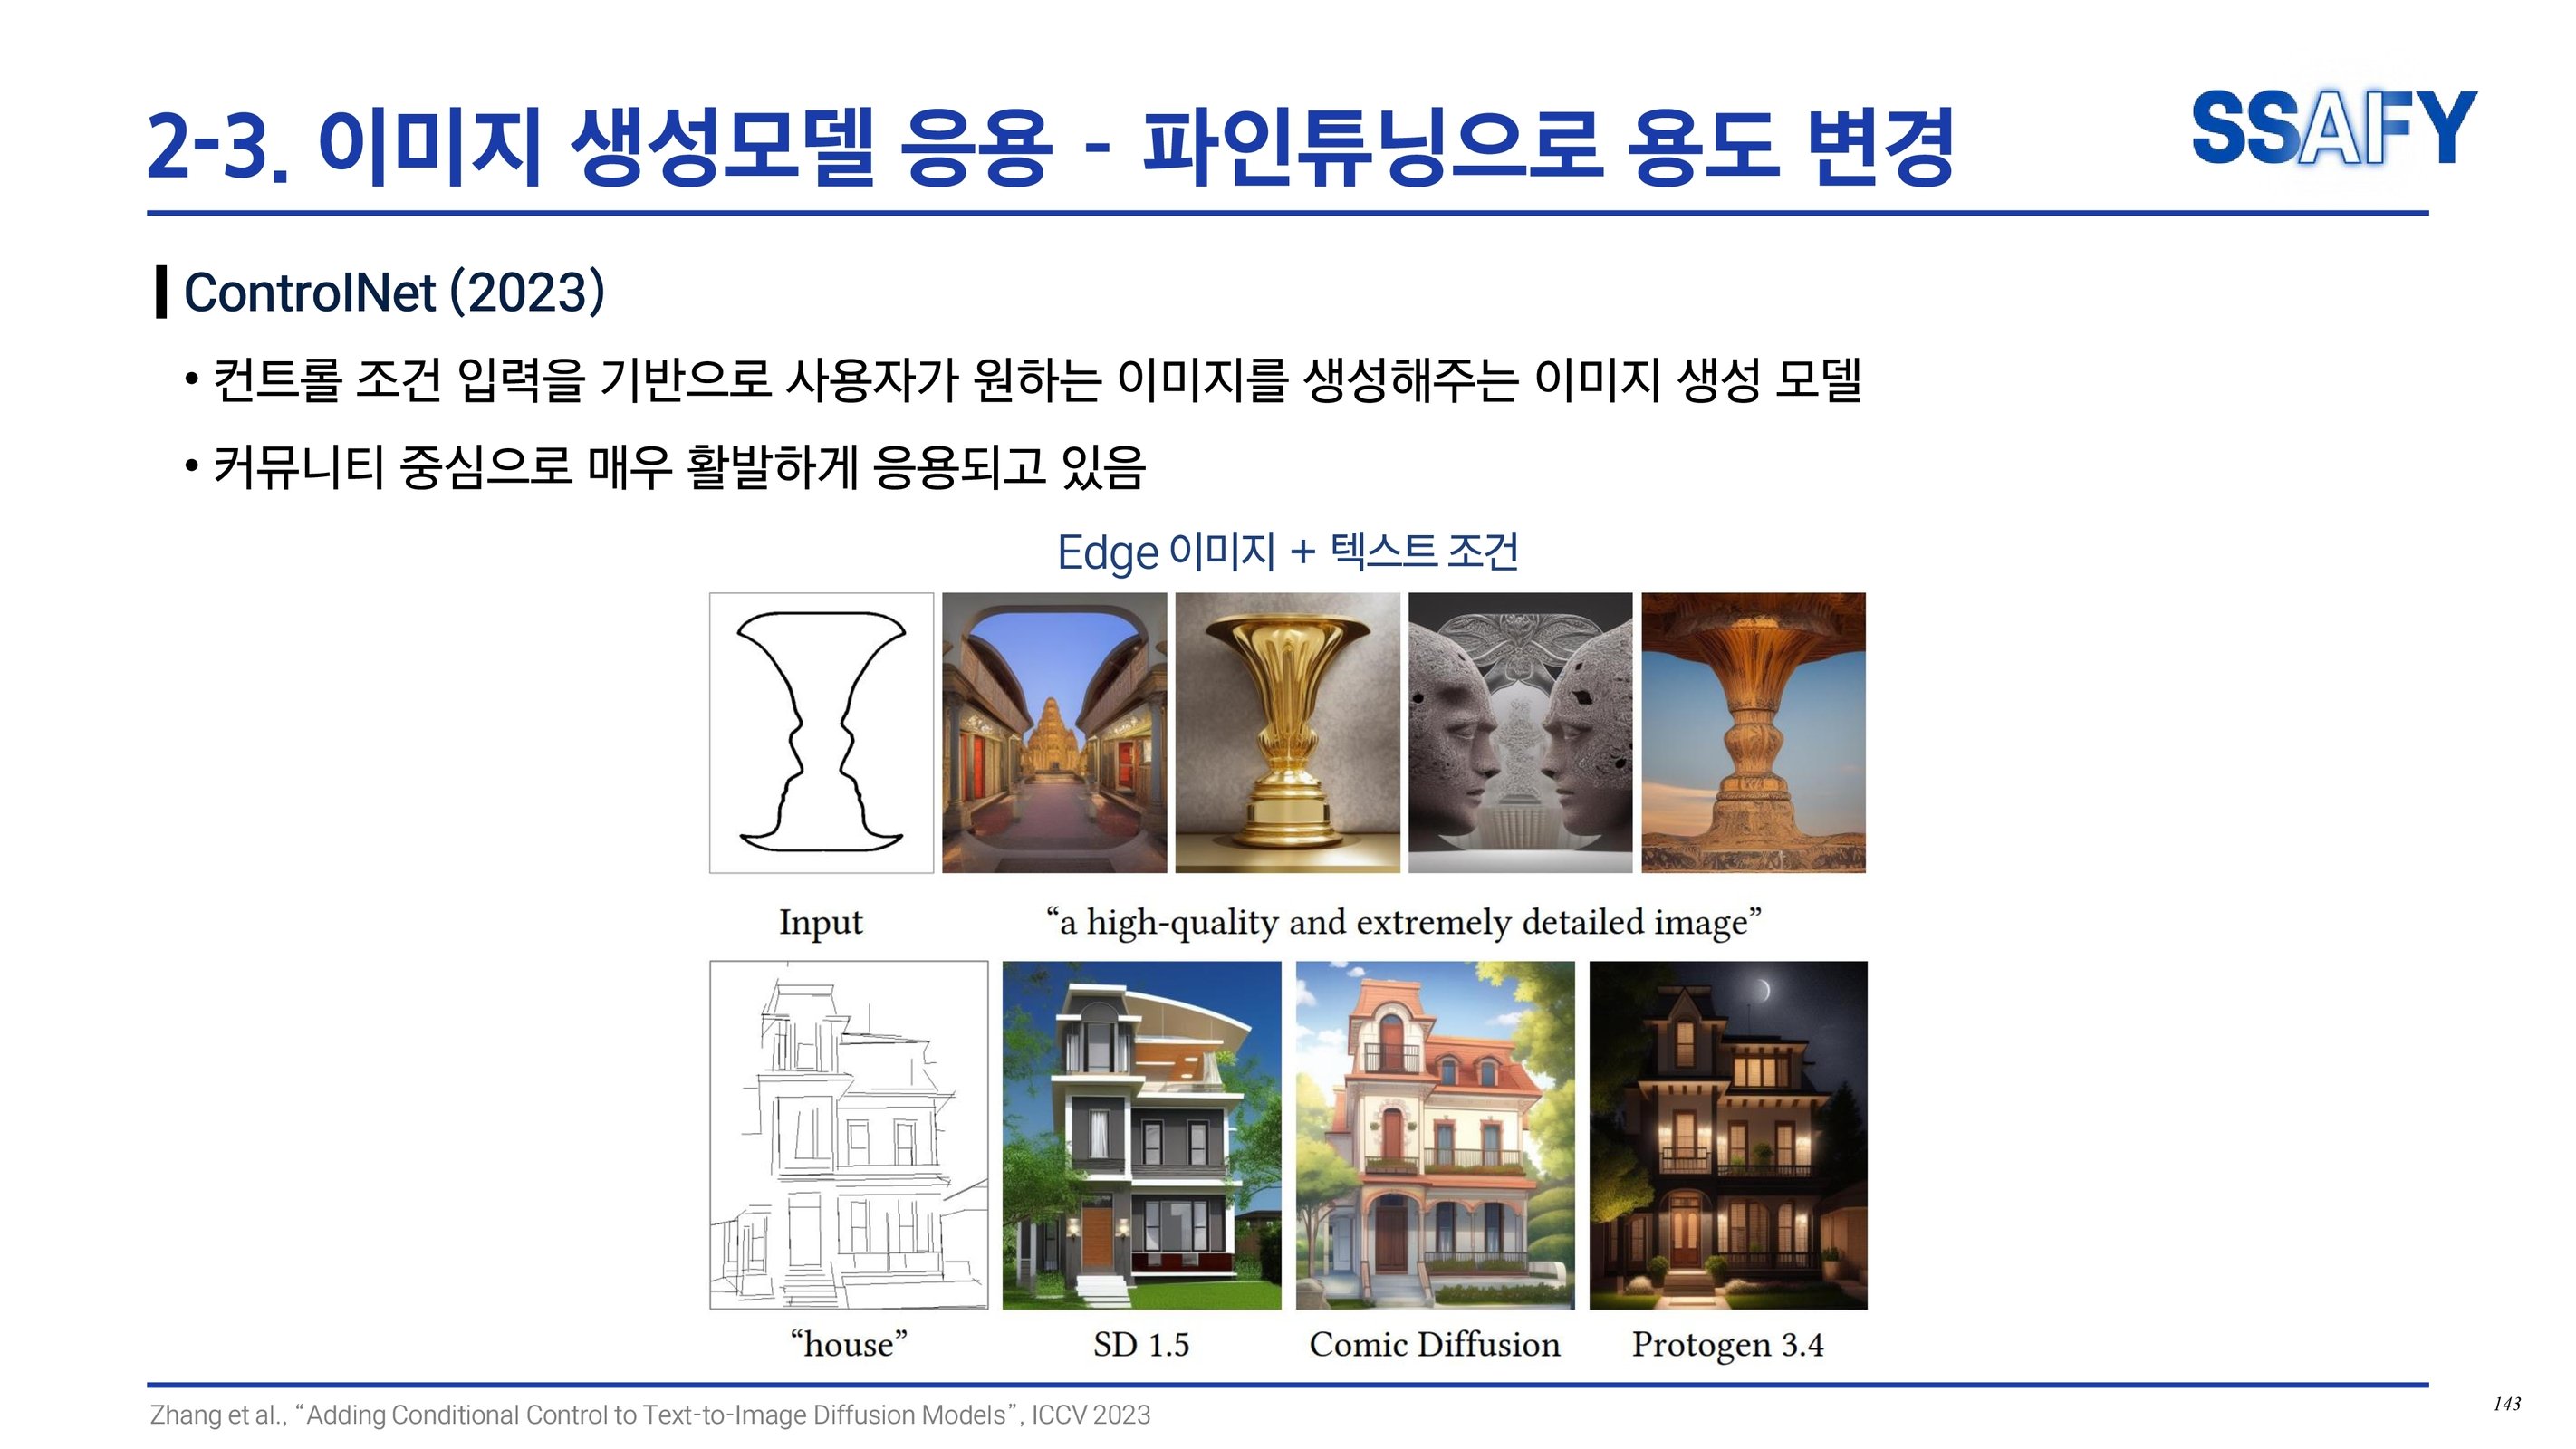 2-3. 이미지 생성모델 응용 - 파인튜닝으로 용도 변경
SSAFY
ControlNet (2023)
• 컨트롤 조건 입력을 기반으로 사용자가 원하는 이미지를 생성해주는 이미지 생성 모델
• 커뮤니티 중심으로 매우 활발하게 응용되고 있음
Edge 이미지 + 텍스트 조건
Input
“a high-quality and extremely detailed image”
“house”
SD 1.5
Comic Diffusion
Protogen 3.4
Zhang et al., “Adding Conditional Control to Text-to-Image Diffusion Models”, ICCV 2023
143